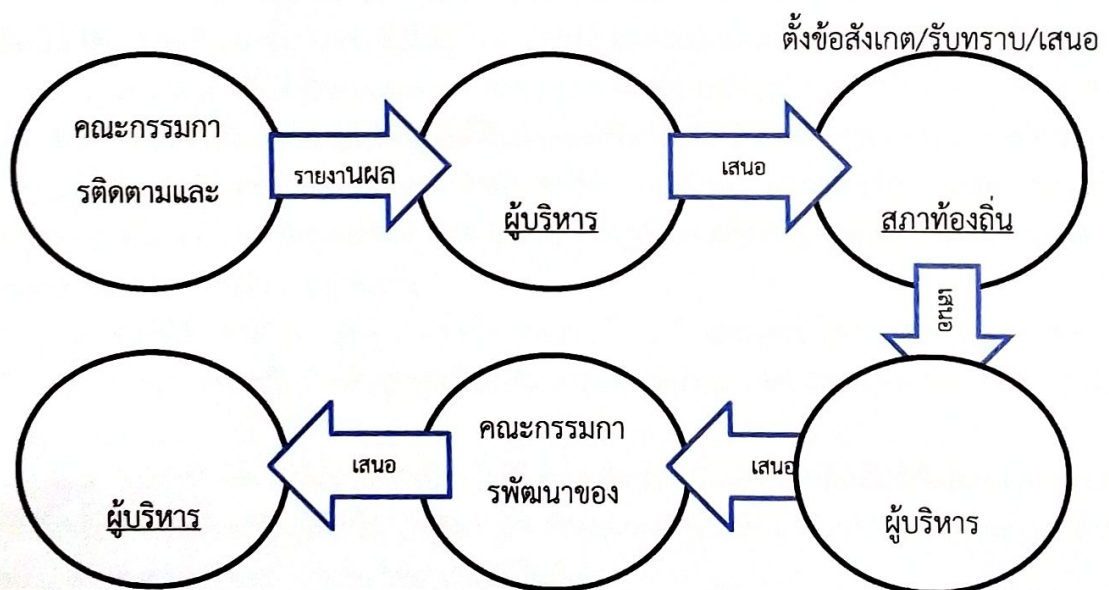 ตั้งข้อสังเกต/รับทราบ/เสนอ
คณะกรรมกา
รติดตามและ
รายงานผล
ผู้บริหาร
เสนอ
สภาท้องถิ่น
เสนอ
ผู้บริหาร
เสนอ
คณะกรรมกา
รพัฒนาของ
เสนอ
ผู้บริหาร